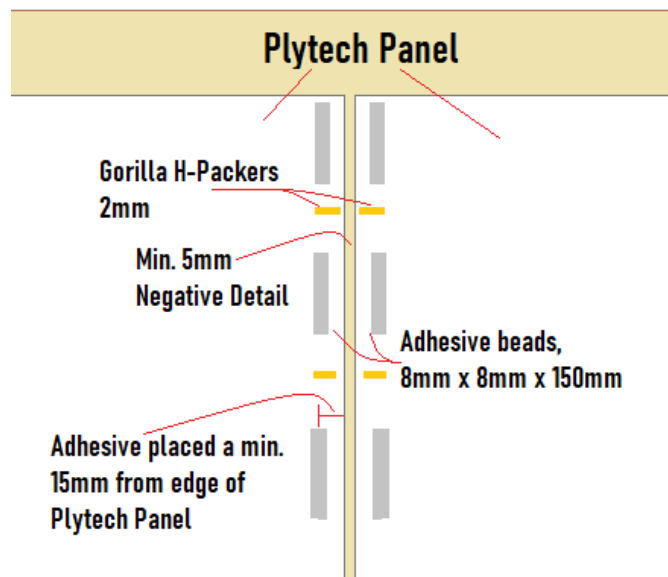 Plytech Panel
Gorilla H-Packers
2mm
Min. 5mm
Negative Detail
Adhesive beads,
8mm x 8mm x 150mm
Adhesive placed a min.
15mm from edge of
Plytech Panel